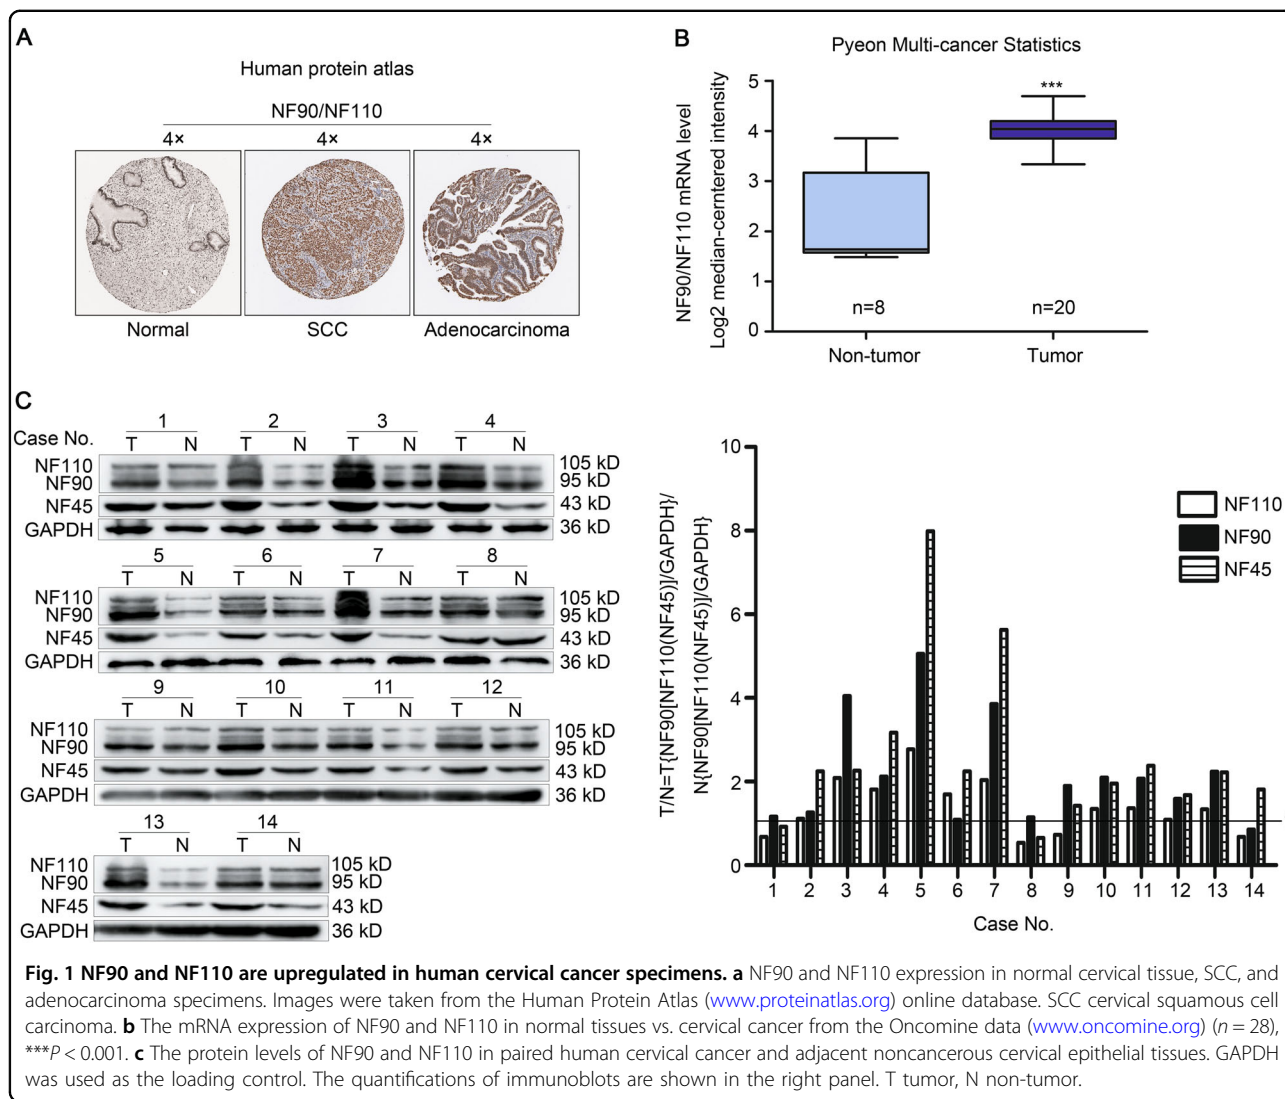 A
Human protein atlas
NF90/NF110
4× 4× 4×
Normal SCC Adenocarcinoma
B
Pyeon Multi-cancer Statistics
NF90/NF110 mRNA level
Log2 median-cerntered intensity
5
4
3
2
1
0
***
n=8 n=20
Non-tumor Tumor
C
1 2 3 4
Case No. T N T N T N T N
NF110 105 kD
NF90 95 kD
NF45 43 kD
GAPDH 36 kD
5 6 7 8
T N T N T N T N
NF110 105 kD
NF90 95 kD
NF45 43 kD
GAPDH 36 kD
9 10 11 12
T N T N T N T N
NF110 105 kD
NF90 95 kD
NF45 43 kD
GAPDH 36 kD
13 14
T N T N
NF110 105 kD
NF90 95 kD
NF45 43 kD
GAPDH 36 kD
T/N=T{NF90[NF110(NF45)]/GAPDH}/
N{NF90[NF110(NF45)]/GAPDH}
10
8
6
4
2
0
NF110
NF90
NF45
1 2 3 4 5 6 7 8 9 10 11 12 13 14
Case No.
Fig. 1 NF90 and NF110 are upregulated in human cervical cancer specimens. a NF90 and NF110 expression in normal cervical tissue, SCC, and
adenocarcinoma specimens. Images were taken from the Human Protein Atlas (www.proteinatlas.org) online database. SCC cervical squamous cell
carcinoma. b The mRNA expression of NF90 and NF110 in normal tissues vs. cervical cancer from the Oncomine data (www.oncomine.org) (n = 28),
***P < 0.001. c The protein levels of NF90 and NF110 in paired human cervical cancer and adjacent noncancerous cervical epithelial tissues. GAPDH
was used as the loading control. The quantifications of immunoblots are shown in the right panel. T tumor, N non-tumor.